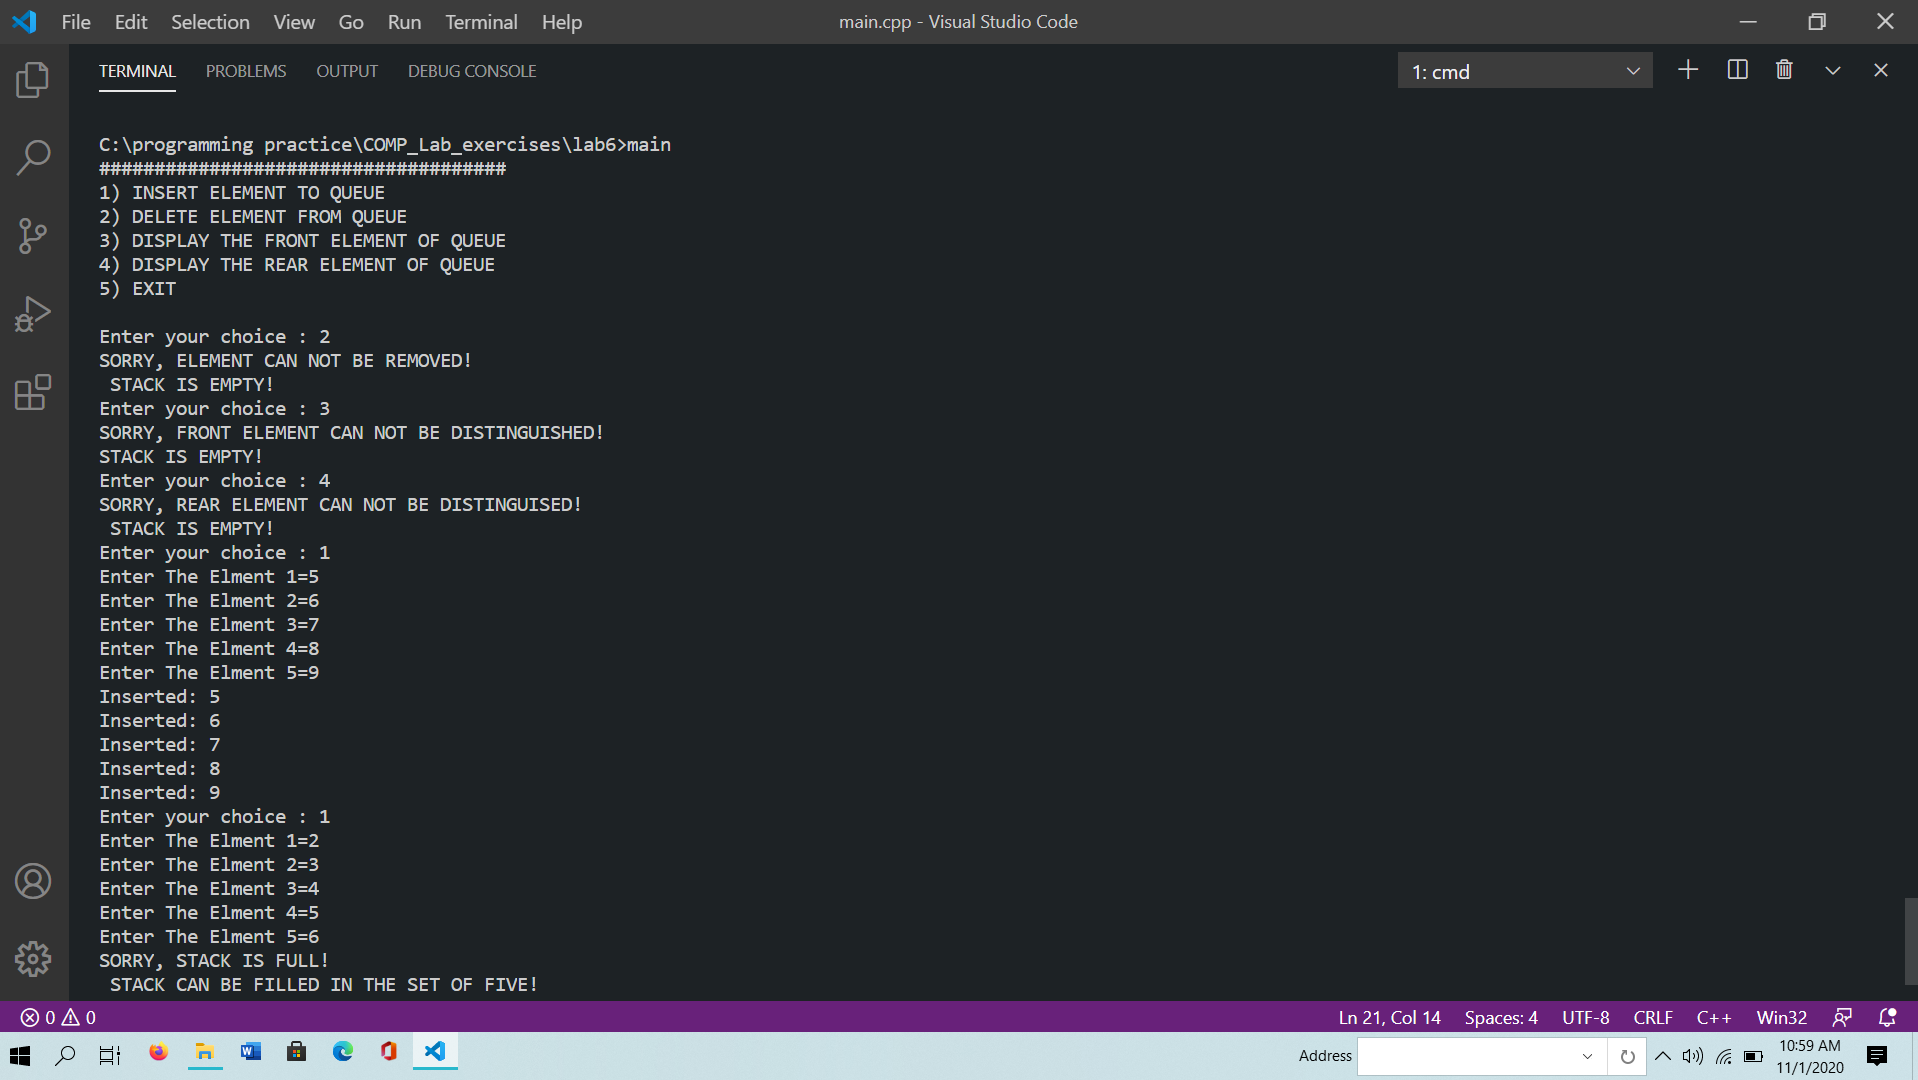 File Edit Selection View Go Run Terminal Help main.cpp - Visual Studio Code
TERMINAL PROBLEMS OUTPUT DEBUG CONSOLE 1: cmd
C:\programming practice\COMP_Lab_exercises\lab6>main
#####################################
1) INSERT ELEMENT TO QUEUE
2) DELETE ELEMENT FROM QUEUE
3) DISPLAY THE FRONT ELEMENT OF QUEUE
4) DISPLAY THE REAR ELEMENT OF QUEUE
5) EXIT
Enter your choice : 2
SORRY, ELEMENT CAN NOT BE REMOVED!
STACK IS EMPTY!
Enter your choice : 3
SORRY, FRONT ELEMENT CAN NOT BE DISTINGUISHED!
STACK IS EMPTY!
Enter your choice : 4
SORRY, REAR ELEMENT CAN NOT BE DISTINGUISED!
STACK IS EMPTY!
Enter your choice : 1
Enter The Elment 1=5
Enter The Elment 2=6
Enter The Elment 3=7
Enter The Elment 4=8
Enter The Elment 5=9
Inserted: 5
Inserted: 6
Inserted: 7
Inserted: 8
Inserted: 9
Enter your choice : 1
Enter The Elment 1=2
Enter The Elment 2=3
Enter The Elment 3=4
Enter The Elment 4=5
Enter The Elment 5=6
SORRY, STACK IS FULL!
STACK CAN BE FILLED IN THE SET OF FIVE!
0 0 Ln 21, Col 14 Spaces: 4 UTF-8 CRLF C++ Win32
Address 10:59 AM
11/1/2020